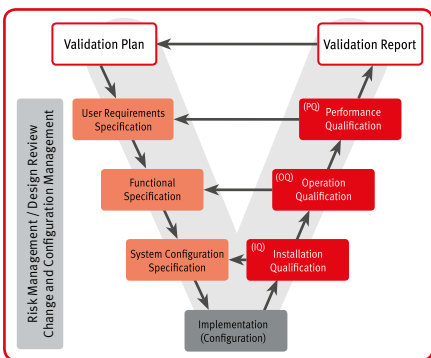 Validation Plan
Validation Report
User Requirements
Specification
(PQ) Performance
Qualification
Functional
Specification
(OQ) Operation
Qualification
System Configuration
Specification
(IQ) Installation
Qualification
Implementation
(Configuration)
Risk Management / Design Review
Change and Configuration Management